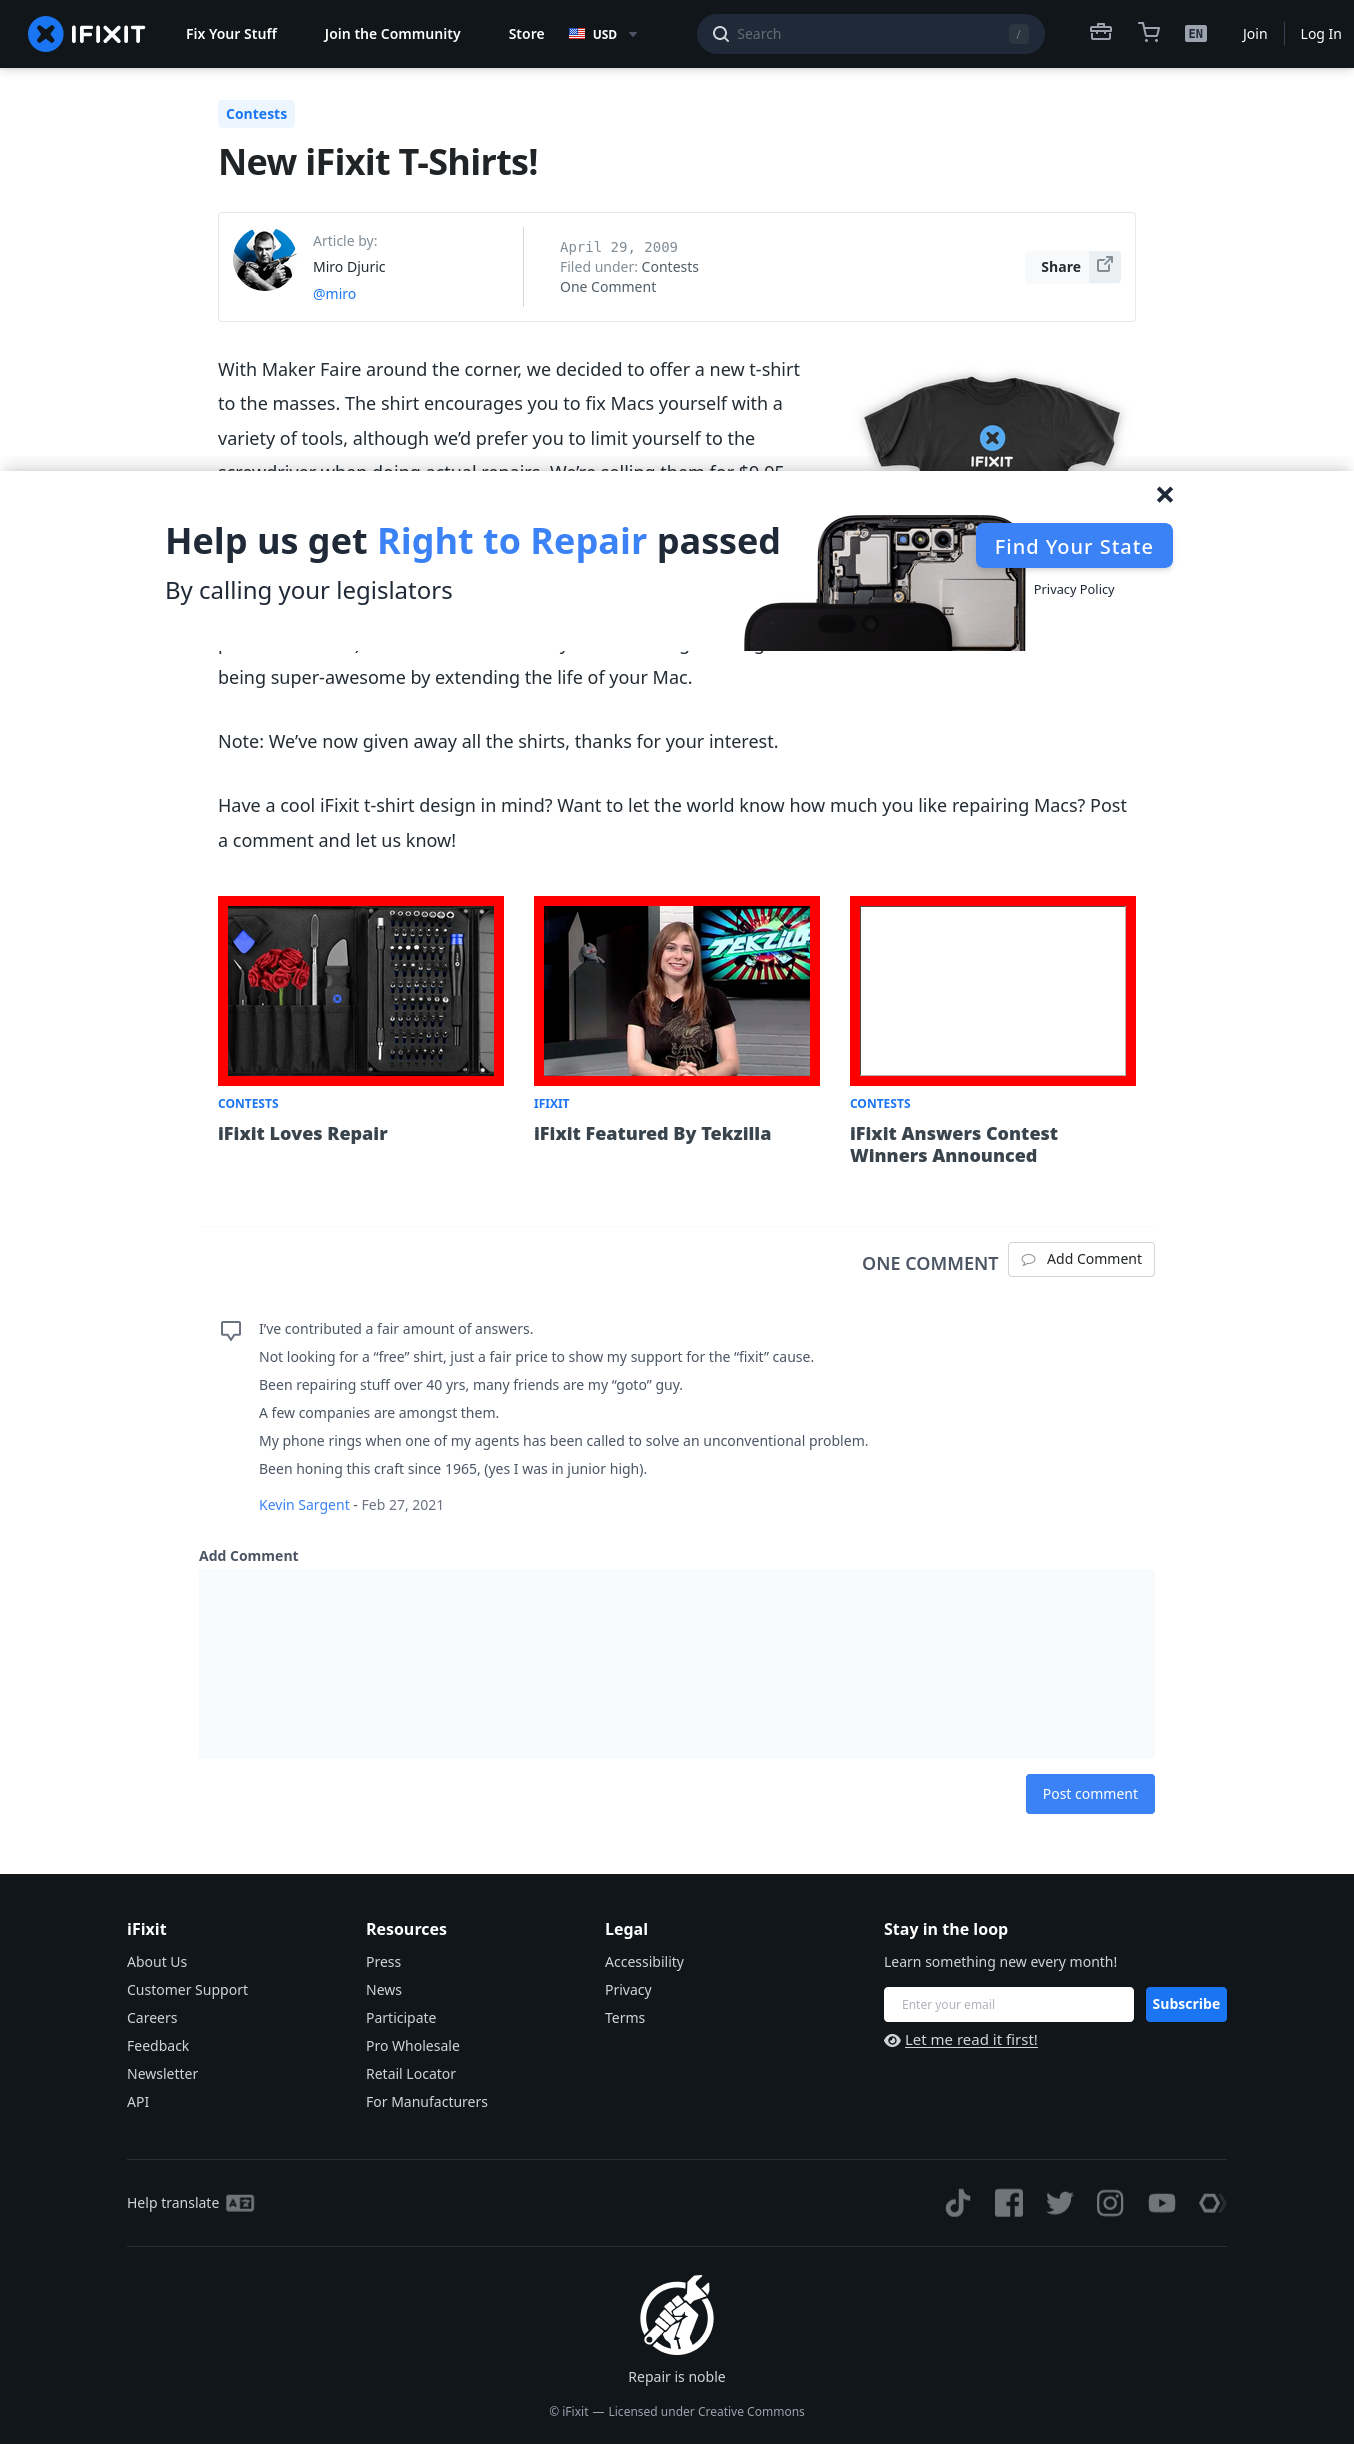 IFIXIT
Fix Your Stuff
Join the Community
Store
USD
Search
/
EN
Join
Log In
Contests
New iFixit T-Shirts!
Article by:
Miro Djuric
@miro
April 29, 2009
Filed under: Contests
One Comment
Share
With Maker Faire around the corner, we decided to offer a new t-shirt
to the masses. The shirt encourages you to fix Macs yourself with a
variety of tools, although we’d prefer you to limit yourself to the
screwdriver when doing actual repairs. We’re selling them for $9.95
IFIXIT
Help us get Right to Repair passed
By calling your legislators
Find Your State
Privacy Policy
being super-awesome by extending the life of your Mac.
Note: We’ve now given away all the shirts, thanks for your interest.
Have a cool iFixit t-shirt design in mind? Want to let the world know how much you like repairing Macs? Post
a comment and let us know!
TEKZILLA
CONTESTS
iFixit Loves Repair
IFIXIT
iFixit Featured By Tekzilla
CONTESTS
iFixit Answers Contest
Winners Announced
ONE COMMENT
Add Comment
I’ve contributed a fair amount of answers.
Not looking for a “free” shirt, just a fair price to show my support for the “fixit” cause.
Been repairing stuff over 40 yrs, many friends are my “goto” guy.
A few companies are amongst them.
My phone rings when one of my agents has been called to solve an unconventional problem.
Been honing this craft since 1965, (yes I was in junior high).
Kevin Sargent - Feb 27, 2021
Add Comment
Post comment
iFixit
About Us
Customer Support
Careers
Feedback
Newsletter
API
Resources
Press
News
Participate
Pro Wholesale
Retail Locator
For Manufacturers
Legal
Accessibility
Privacy
Terms
Stay in the loop
Learn something new every month!
Enter your email
Subscribe
Let me read it first!
Help translate
Repair is noble
© iFixit — Licensed under Creative Commons